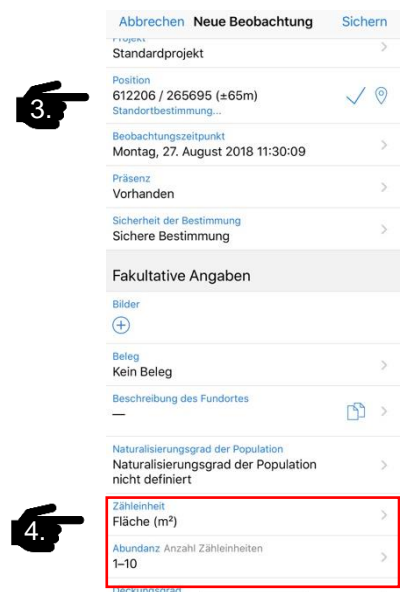 Abbrechen Neue Beobachtung Sichern
Projekt
Standardprojekt
Position
612206 / 265695 (±65m)
Standortbestimmung...
3.
Beobachtungszeitpunkt
Montag, 27. August 2018 11:30:09
Präsenz
Vorhanden
Sicherheit der Bestimmung
Sichere Bestimmung
Fakultative Angaben
Bilder
Beleg
Kein Beleg
Beschreibung des Fundortes
—
Naturalisierungsgrad der Population
Naturalisierungsgrad der Population
nicht definiert
Zähleinheit
Fläche (m²)
4.
Abundanz Anzahl Zähleinheiten
1–10
Deckungsgrad